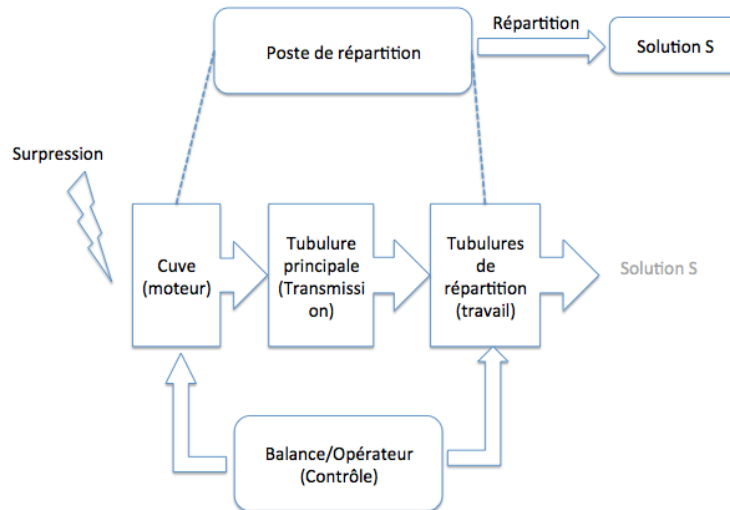 Répartition
Poste de répartition
Solution S
Surpression
Cuve
(moteur)
Tubulure
principale
(Transmissi
on)
Tubulures
de
répartition
(travail)
Solution S
Balance/Opérateur
(Contrôle)